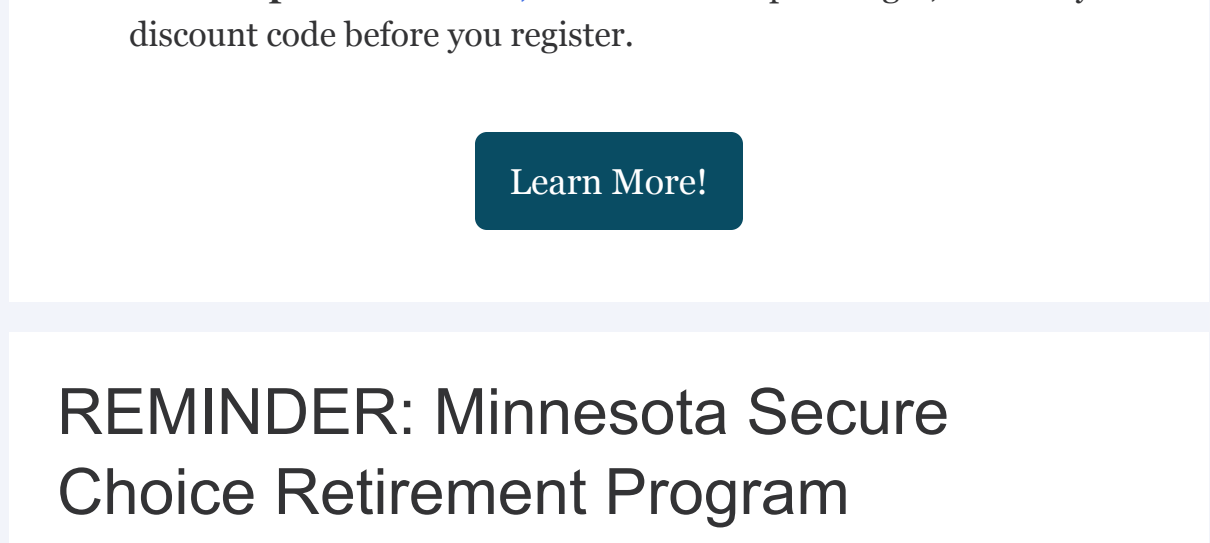 discount code before you register.
Learn More!
REMINDER: Minnesota Secure
Choice Retirement Program